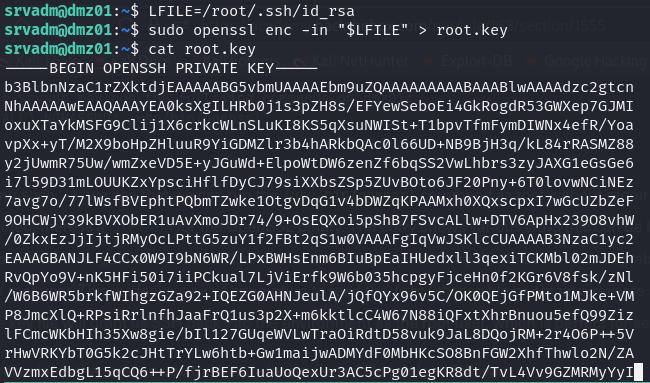 srvadm@dmz01:~$ LFILE=/root/.ssh/id_rsa
srvadm@dmz01:~$ sudo openssl enc -in "$LFILE" > root.key
srvadm@dmz01:~$ cat root.key
-----BEGIN OPENSSH PRIVATE KEY-----
b3BlbnNzaC1rZXktdjEAAAAABG5vbmUAAAAEbm9uZQAAAAAAAAABAAABlwAAAAdzc2gtcn
NhAAAAAwEAAQAAAYEA0ksXgILHRb0j1s3pZH8s/EFYewSeboEi4GkRogdR53GWXep7GJMI
oxuXTaYkMSFG9Clij1X6crkcWLnSLuKI8KS5qXsuNWISt+T1bpvTfmFymDIWNx4efR/Yoa
vpXx+yT/M2X9boHpZHluuR9YiGDMZlr3b4hARkbQAc0l66UD+NB9BjH3q/kL84rRASMZ88
y2jUwmR75Uw/wmZxeVD5E+yJGuWd+ElpoWtDW6zenZf6bqSS2VwLhbrs3zyJAXG1eGsGe6
i7l59D31mLOUUKZxYpsciHflfDyCJ79siXXbsZSp5ZUvBOto6JF20Pny+6T0lovwNCiNEz
7avg7o/77lWsfBVEphtPQbmTZwke1OtgvDqG1v4bDWZqKPAAMxh0XQxscpxI7wGcUZbZeF
9OHCWjY39kBVXObER1uAvXmoJDr74/9+OsEQXoi5pShB7FSvcALlw+DTV6ApHx239O8vhW
/0ZkxEzJjIjtjRMyOcLPttG5zuY1f2FBt2qS1w0VAAAFgIqVwJSKlcCUAAAAB3NzaC1yc2
EAAAGBANJLF4CCx0W9I9bN6WR/LPxBWHsEnm6BIuBpEaIHUedxll3qexiTCKMbl02mJDEh
RvQpYo9V+nK5HFi50i7iiPCkual7LjViErfk9W6b035hcpgyFjceHn0f2KGr6V8fsk/zNl
/W6B6WR5brkfWIhgzGZa92+IQEZG0AHNJeulA/jQfQYx96v5C/OK0QEjGfPMto1MJke+VM
P8JmcXlQ+RPsiRrlnfhJaaFrQ1us3p2X+m6kktlcC4W67N88iQFxtXhrBnuou5efQ99Ziz
lFCmcWKbHIh35Xw8gie/bIl127GUqeWVLwTraOiRdtD58vuk9JaL8DQojRM+2r4O6P++5V
rHwVRKYbT0G5k2cJHtTrYLw6htb+Gw1maijwADMYdF0MbHKcSO8BnFGW2XhfThwlo2N/ZA
VVzmxEdbgL15qCQ6++P/fjrBEF6IuaUoQexUr3AC5cPg01egKR8dt/TvL4Vv9GZMRMyYyI